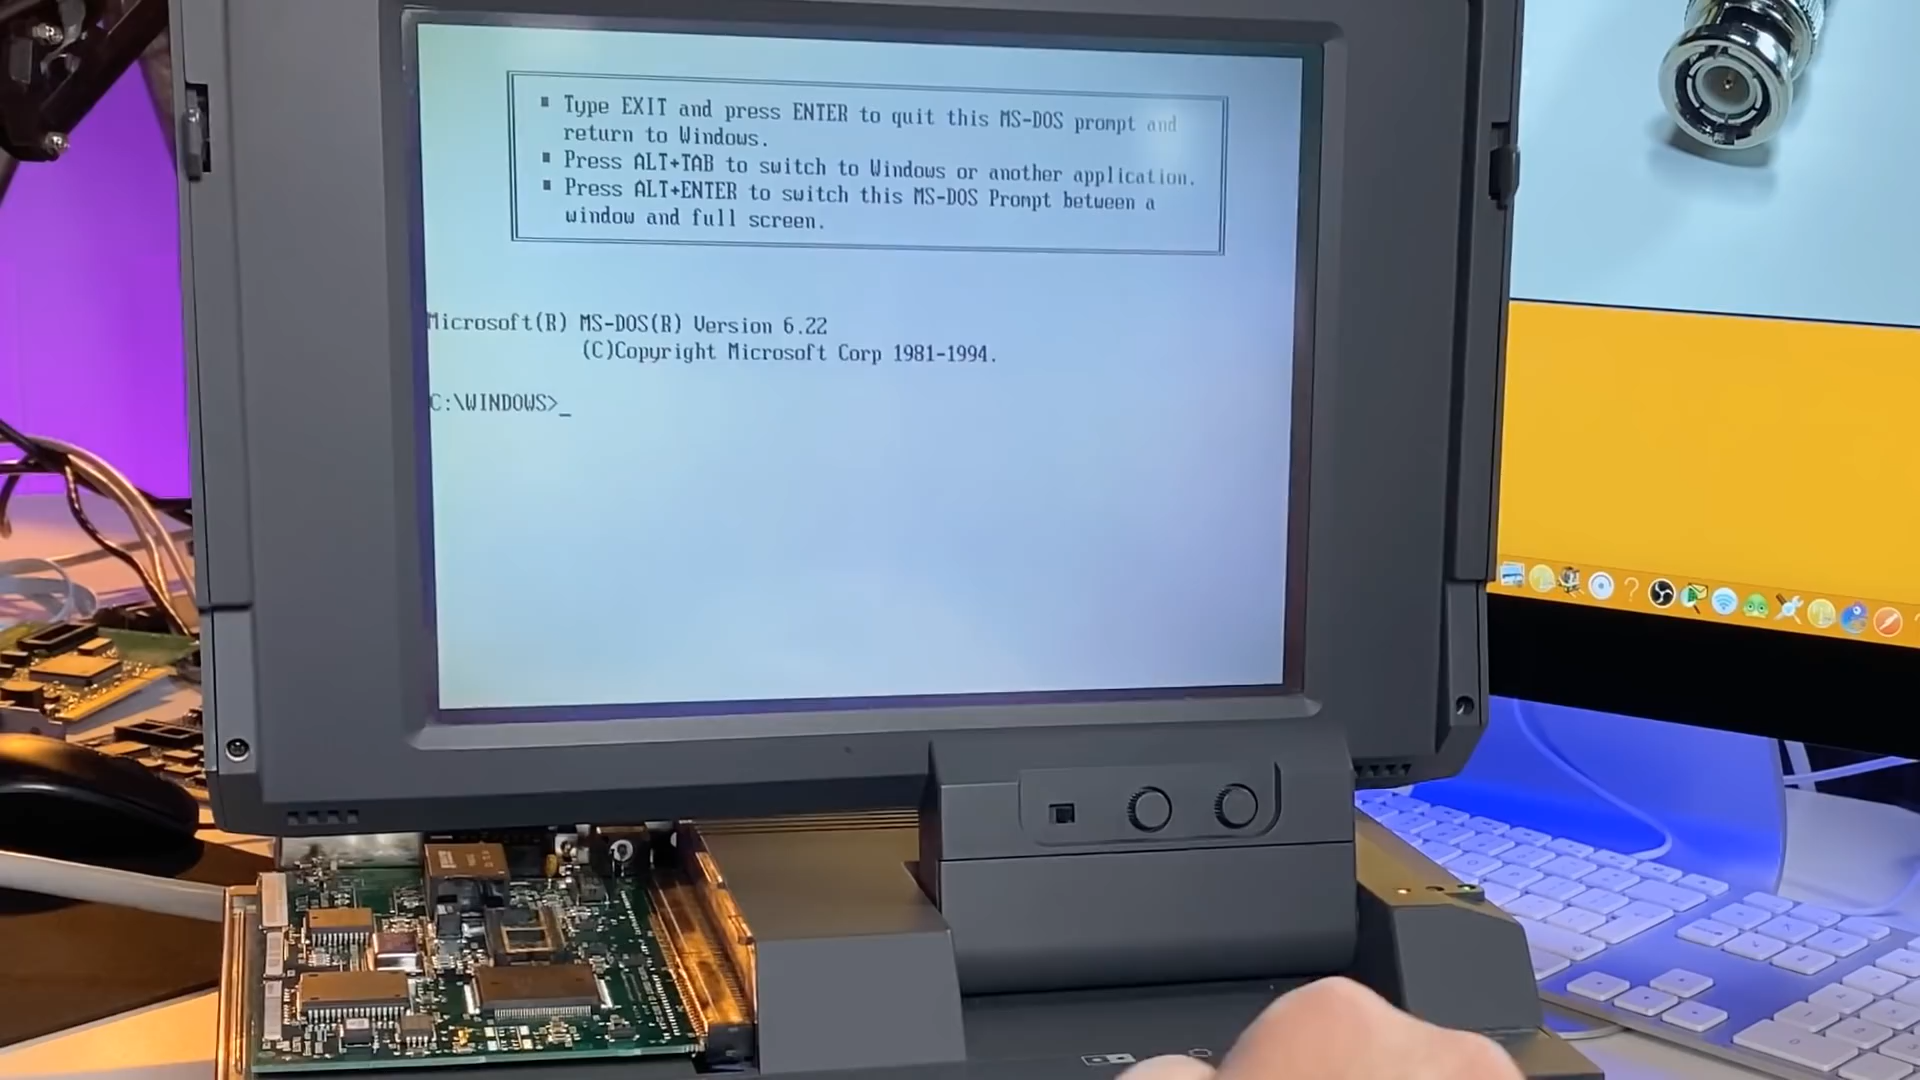 Type EXIT and press ENTER to quit this MS-DOS prompt and
return to Windows.
Press ALT+TAB to switch to Windows or another application.
Press ALT+ENTER to switch this MS-DOS Prompt between a
window and full screen.
Microsoft(R) MS-DOS(R) Version 6.22
(C)Copyright Microsoft Corp 1981-1994.
C:\WINDOWS>_